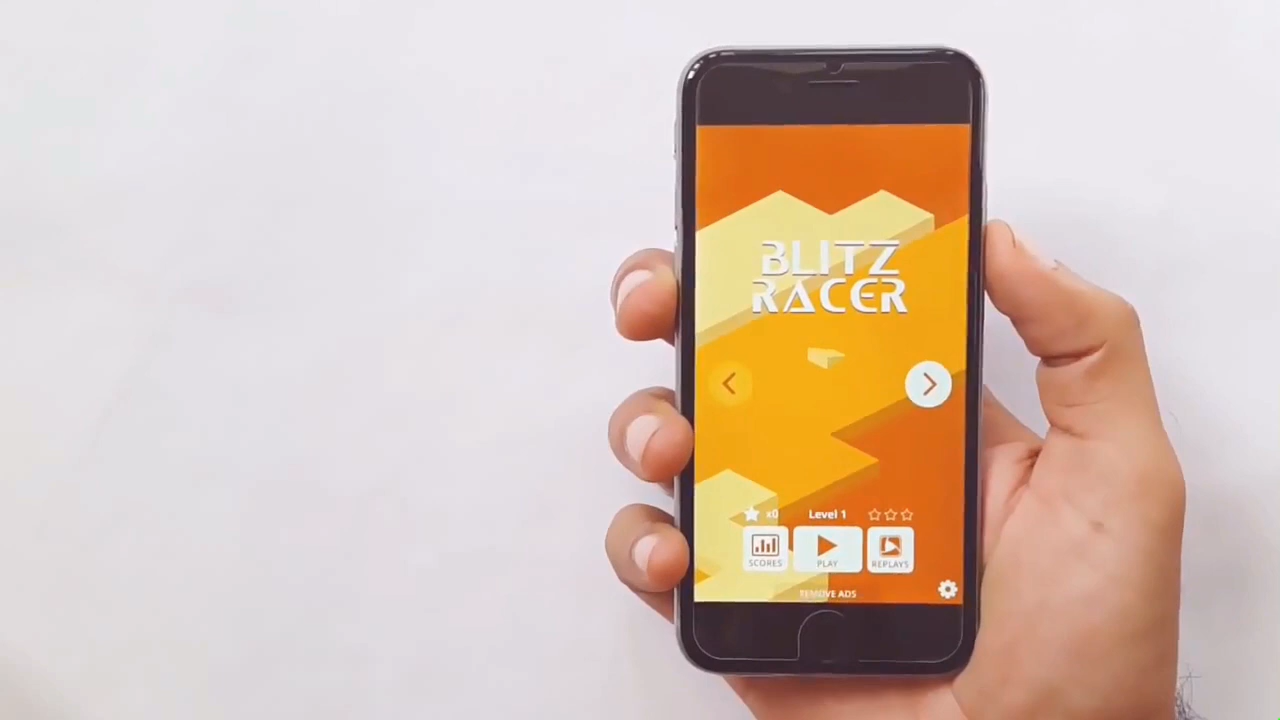 BLITZ
RACER
x0 Level 1
SCORES PLAY REPLAYS
REMOVE ADS